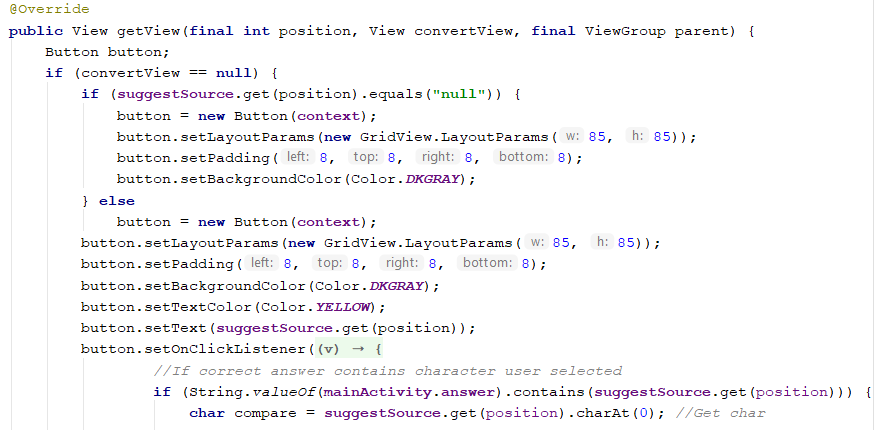 @Override
public View getView(final int position, View convertView, final ViewGroup parent) {
    Button button;
    if (convertView == null) {
        if (suggestSource.get(position).equals("null")) {
            button = new Button(context);
            button.setLayoutParams(new GridView.LayoutParams( w: 85, h: 85));
            button.setPadding( left: 8, top: 8, right: 8, bottom: 8);
            button.setBackgroundColor(Color.DKGRAY);
        } else
            button = new Button(context);
        button.setLayoutParams(new GridView.LayoutParams( w: 85, h: 85));
        button.setPadding( left: 8, top: 8, right: 8, bottom: 8);
        button.setBackgroundColor(Color.DKGRAY);
        button.setTextColor(Color.YELLOW);
        button.setText(suggestSource.get(position));
        button.setOnClickListener((v) → {
                //If correct answer contains character user selected
                if (String.valueOf(mainActivity.answer).contains(suggestSource.get(position))) {
                    char compare = suggestSource.get(position).charAt(0); //Get char